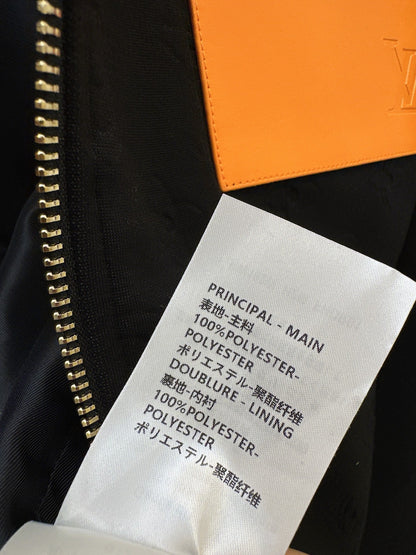 LV
PRINCIPAL - MAIN
表地-主料
100%POLYESTER-
POLYESTER
ポリエステル-聚酯纤维
DOUBLURE - LINING
裏地-内衬
100%POLYESTER-
POLYESTER
ポリエステル-聚酯纤维